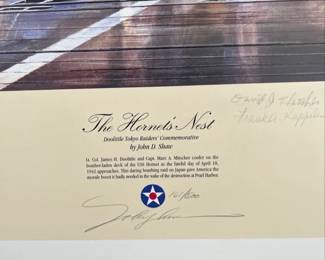 The Hornet's Nest
Doolittle Tokyo Raiders' Commemorative
by John D. Shaw
Lt. Col. James H. Doolittle and Capt. Marc A. Mitscher confer on the
bomber-laden deck of the USS Hornet as the fateful day of April 18,
1942 approaches. This daring bombing raid on Japan gave America the
morale boost it badly needed in the wake of the destruction at Pearl Harbor.
David J.
Frank